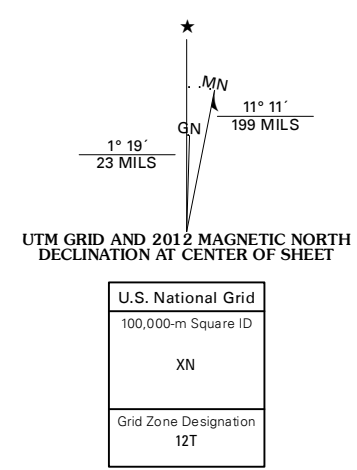 ★
MN
11° 11´
199 MILS
GN
1° 19´
23 MILS
UTM GRID AND 2012 MAGNETIC NORTH
DECLINATION AT CENTER OF SHEET
U.S. National Grid
100,000-m Square ID
XN
Grid Zone Designation
12T